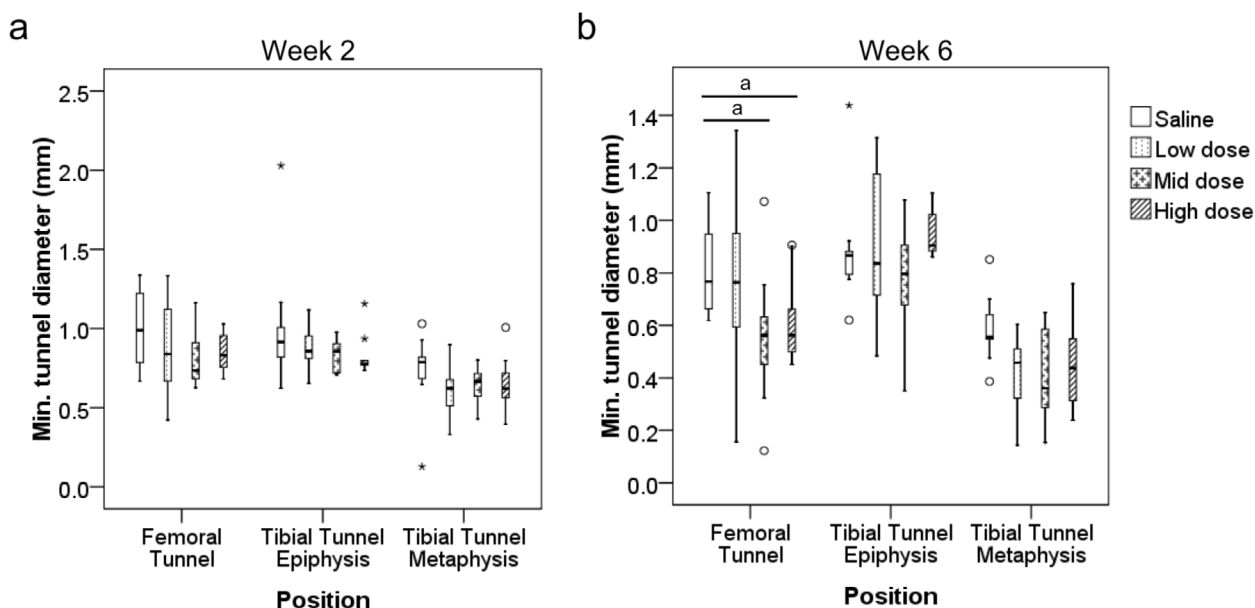 a
Week 2
Min. tunnel diameter (mm)
2.5
2.0
1.5
1.0
0.5
0.0
Femoral Tunnel
Tibial Tunnel Epiphysis
Tibial Tunnel Metaphysis
Position
b
Week 6
Min. tunnel diameter (mm)
1.4
1.2
1.0
0.8
0.6
0.4
0.2
0.0
a
a
Femoral Tunnel
Tibial Tunnel Epiphysis
Tibial Tunnel Metaphysis
Position
Saline
Low dose
Mid dose
High dose